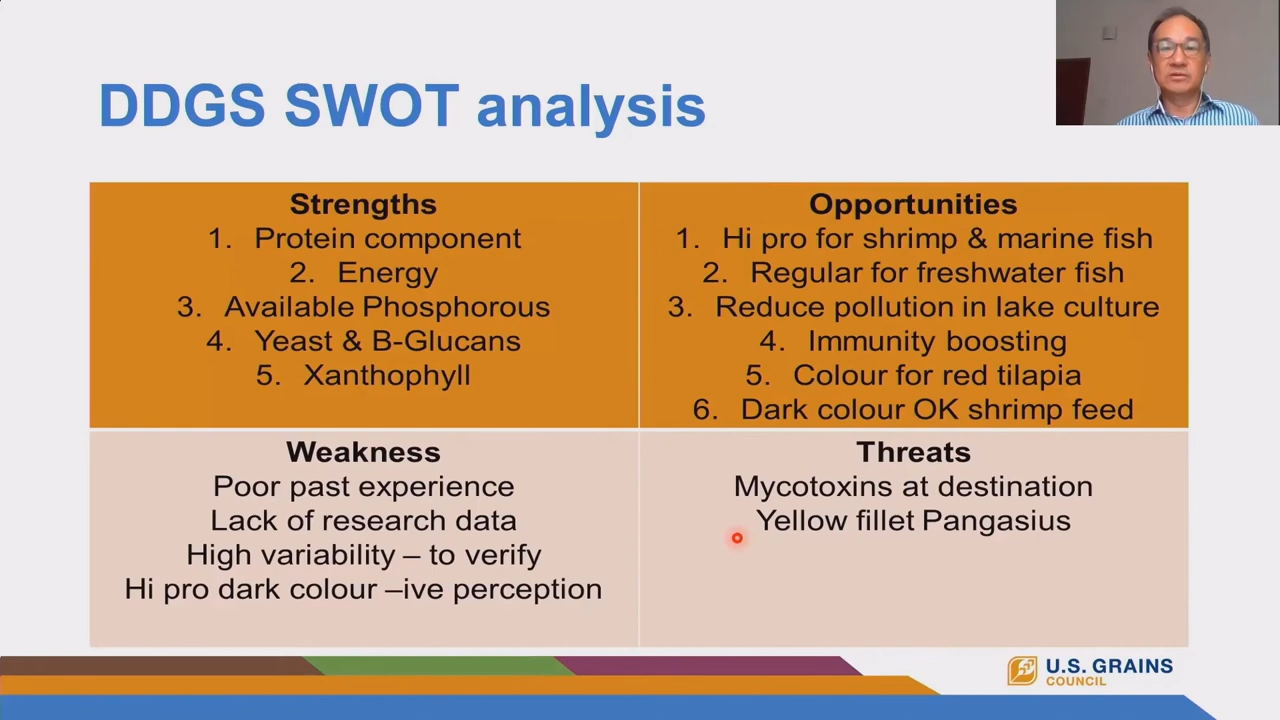 DDGS SWOT analysis
Strengths
1. Protein component
2. Energy
3. Available Phosphorous
4. Yeast & B-Glucans
5. Xanthophyll
Opportunities
1. Hi pro for shrimp & marine fish
2. Regular for freshwater fish
3. Reduce pollution in lake culture
4. Immunity boosting
5. Colour for red tilapia
6. Dark colour OK shrimp feed
Weakness
Poor past experience
Lack of research data
High variability – to verify
Hi pro dark colour –ive perception
Threats
Mycotoxins at destination
Yellow fillet Pangasius
U.S. GRAINS
COUNCIL